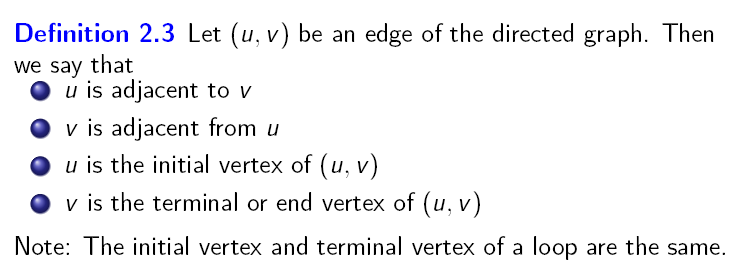 Definition 2.3 Let (u, v) be an edge of the directed graph. Then
we say that
u is adjacent to v
v is adjacent from u
u is the initial vertex of (u, v)
v is the terminal or end vertex of (u, v)
Note: The initial vertex and terminal vertex of a loop are the same.